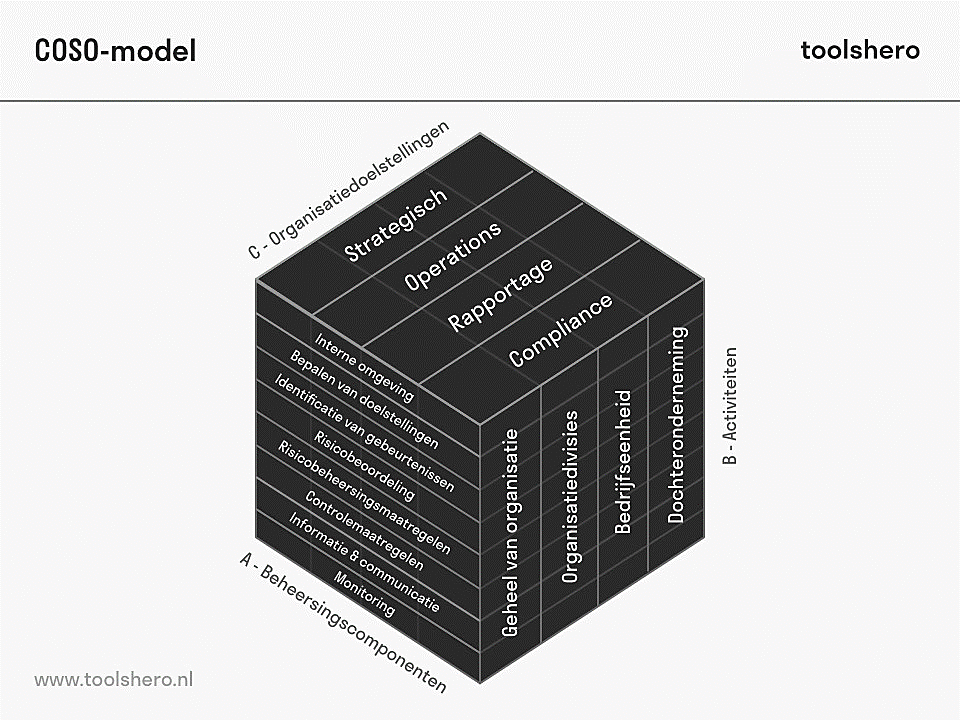 COSO-model
toolshero
C - Organisatiedoelstellingen
Strategisch
Operations
Rapportage
Compliance
Interne omgeving
Bepalen van doelstellingen
Identificatie van gebeurtenissen
Risicobeoordeling
Risicobeheersingsmaatregelen
Controlemaatregelen
Informatie & communicatie
Monitoring
A - Beheersingscomponenten
Geheel van organisatie
Organisatiedivisies
Bedrijfseenheid
Dochteronderneming
B - Activiteiten
www.toolshero.nl